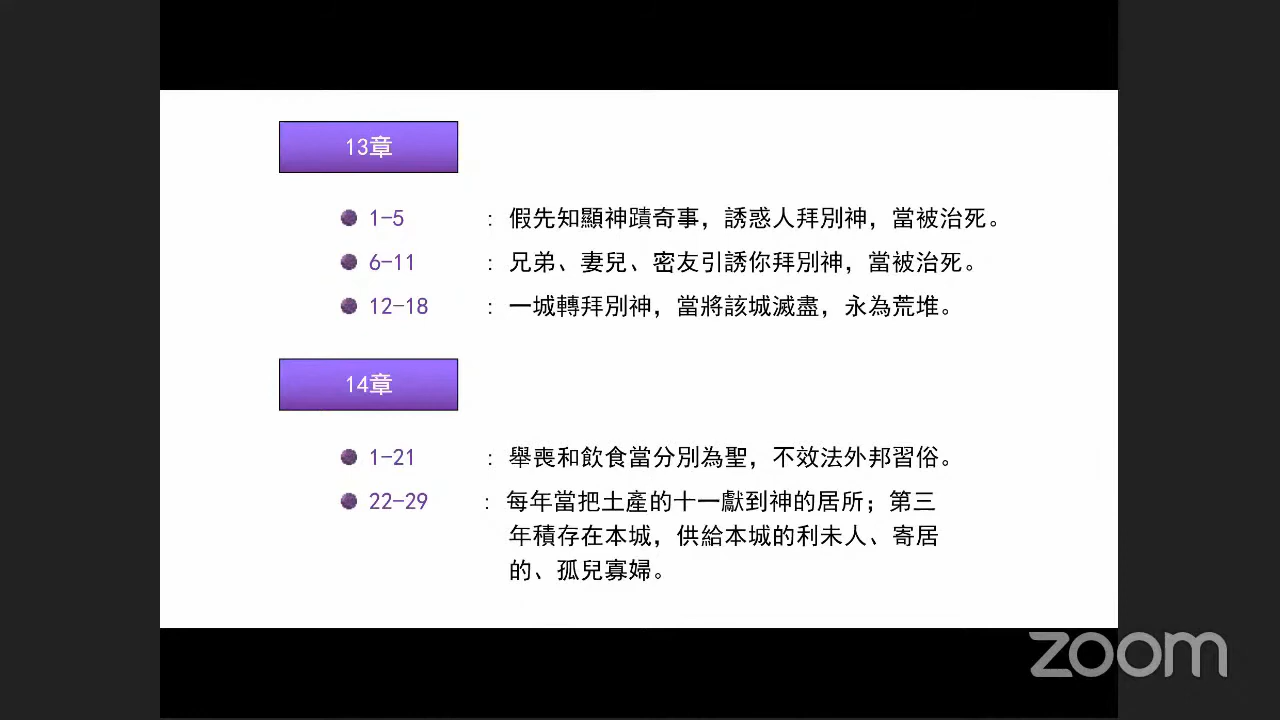 13章
1-5 : 假先知顯神蹟奇事，誘惑人拜別神，當被治死。
6-11 : 兄弟、妻兒、密友引誘你拜別神，當被治死。
12-18 : 一城轉拜別神，當將該城滅盡，永為荒堆。
14章
1-21 : 舉喪和飲食當分別為聖，不效法外邦習俗。
22-29 : 每年當把土產的十一獻到神的居所；第三
年積存在本城，供給本城的利未人、寄居
的、孤兒寡婦。
zoom